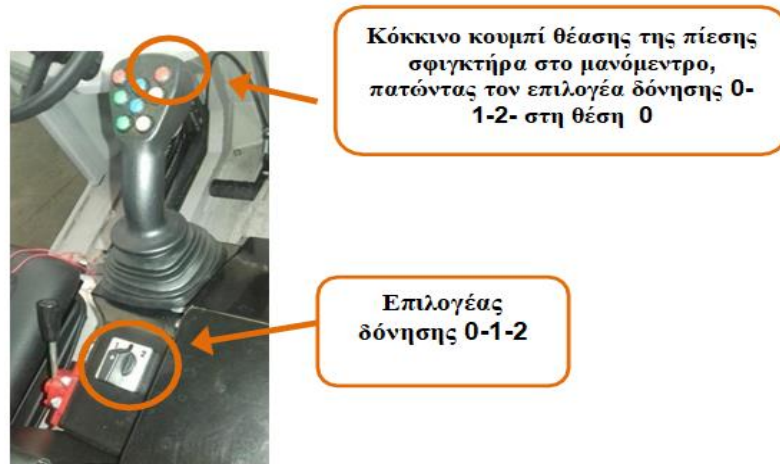 Κόκκινο κουμπί θέασης της πίεσης
σφιγκτήρα στο μανόμεντρο,
πατώντας τον επιλογέα δόνησης 0-
1-2- στη θέση 0
Επιλογέας
δόνησης 0-1-2